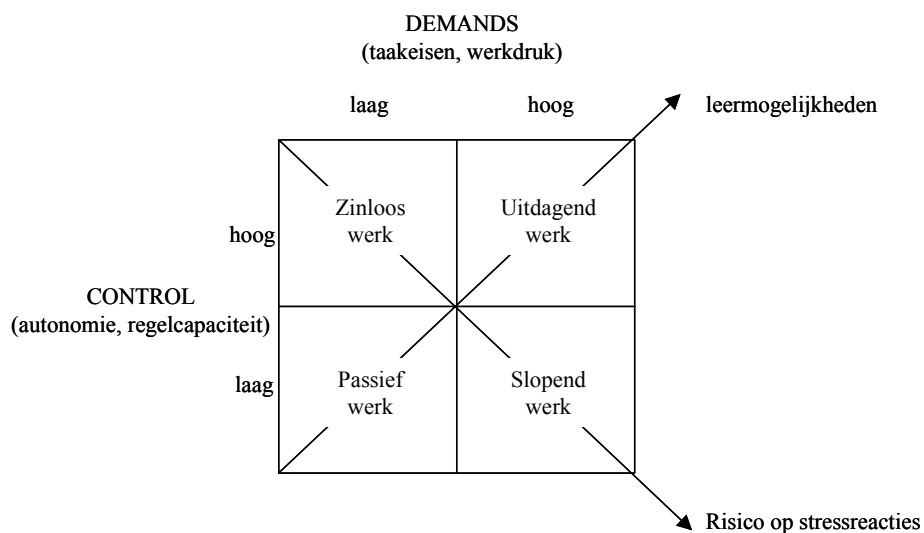 DEMANDS
(taakeisen, werkdruk)
laag
hoog
leermogelijkheden
Zinloos
werk
Uitdagend
werk
hoog
CONTROL
(autonomie, regelcapaciteit)
laag
Passief
werk
Slopend
werk
Risico op stressreacties